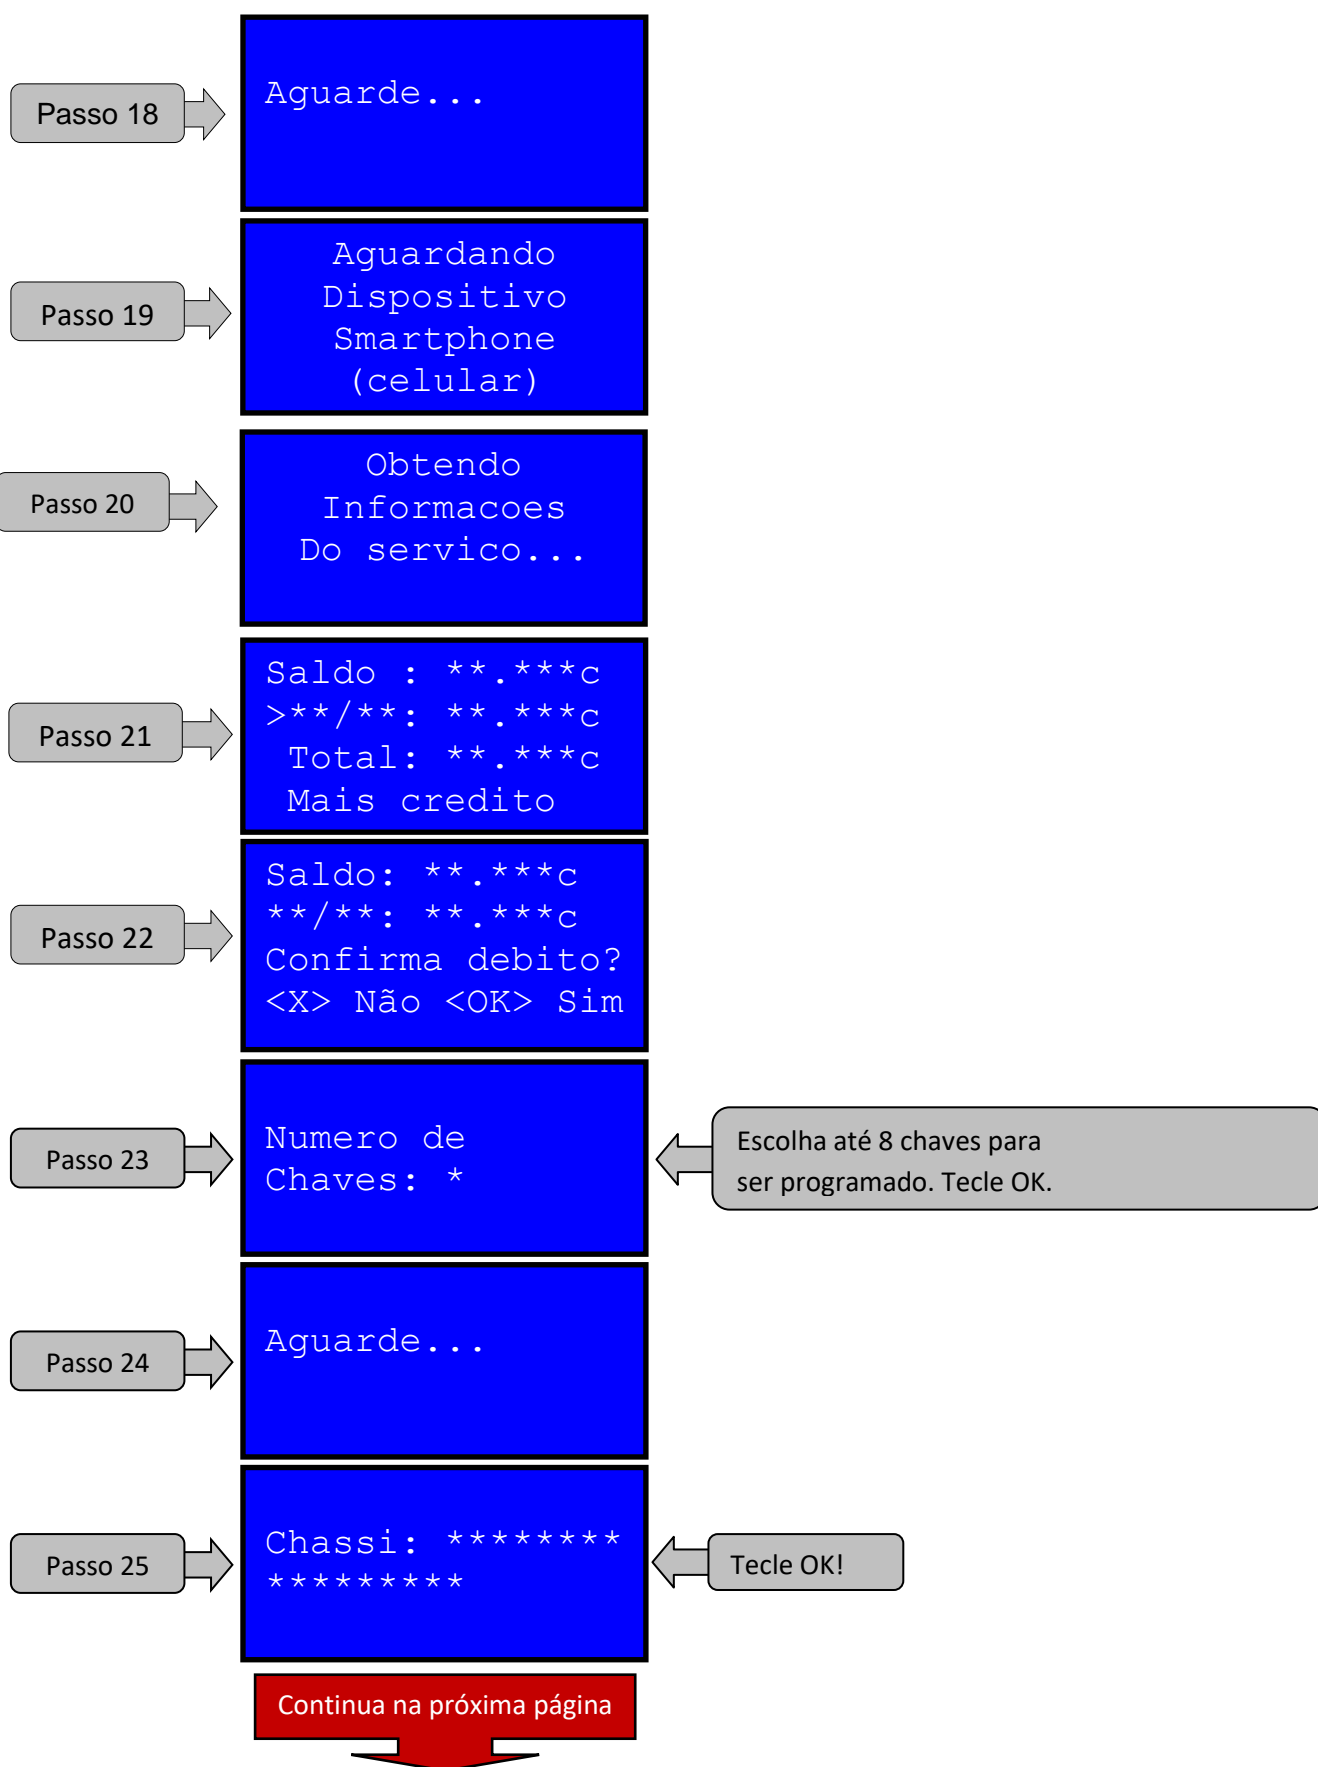 Passo 18
Aguarde...
Passo 19
Aguardando
Dispositivo
Smartphone
(celular)
Passo 20
Obtendo
Informacoes
Do servico...
Passo 21
Saldo : **.***c
>**/**: **.***c
Total: **.***c
Mais credito
Passo 22
Saldo: **.***c
**/**: **.***c
Confirma debito?
<X> Não <OK> Sim
Passo 23
Numero de
Chaves: *
Escolha até 8 chaves para
ser programado. Tecle OK.
Passo 24
Aguarde...
Passo 25
Chassi: ********
*********
Tecle OK!
Continua na próxima página